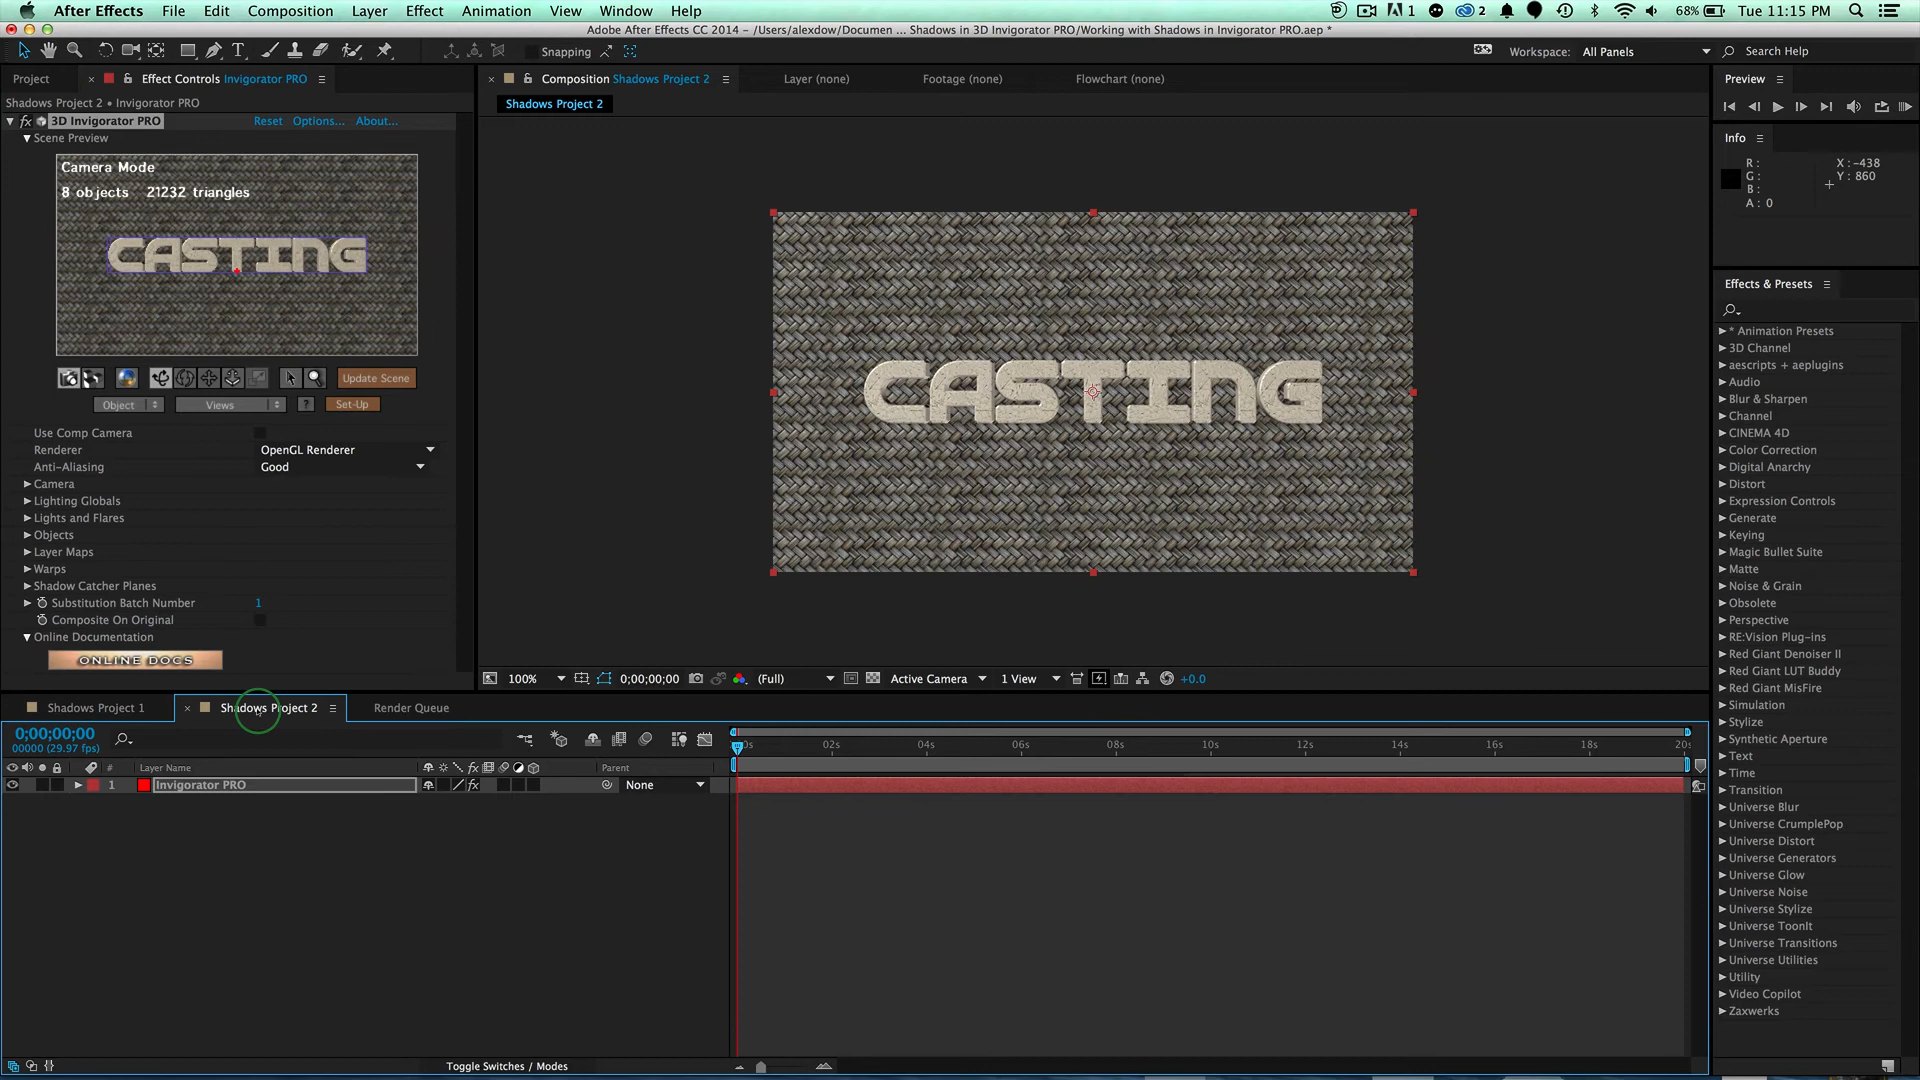 After Effects File Edit Composition Layer Effect Animation View Window Help 1 2 68% Tue 11:15 PM
Adobe After Effects CC 2014 - /Users/alexdow/Documen ... Shadows in 3D Invigorator PRO/Working with Shadows in Invigorator PRO.aep *
Snapping Workspace: All Panels Search Help
Project Effect Controls Invigorator PRO Composition Shadows Project 2 Layer (none) Footage (none) Flowchart (none) Preview
Shadows Project 2 • Invigorator PRO Shadows Project 2
3D Invigorator PRO Reset Options... About...
Scene Preview
Camera Mode
8 objects 21232 triangles
CASTING
Update Scene
Object Views ? Set-Up
Use Comp Camera
Renderer OpenGL Renderer
Anti-Aliasing Good
Camera
Lighting Globals
Lights and Flares
Objects
Layer Maps
Warps
Shadow Catcher Planes
Substitution Batch Number 1
Composite On Original
Online Documentation
ONLINE DOCS
CASTING
100% 0;00;00;00 (Full) Active Camera 1 View +0.0
Info
R: X: -438
G: Y: 860
B:
A: 0
Effects & Presets
* Animation Presets
3D Channel
aescripts + aeplugins
Audio
Blur & Sharpen
Channel
CINEMA 4D
Color Correction
Digital Anarchy
Distort
Expression Controls
Generate
Keying
Magic Bullet Suite
Matte
Noise & Grain
Obsolete
Perspective
RE:Vision Plug-ins
Red Giant Denoiser II
Red Giant LUT Buddy
Red Giant MisFire
Simulation
Stylize
Synthetic Aperture
Text
Time
Transition
Universe Blur
Universe CrumplePop
Universe Distort
Universe Generators
Universe Glow
Universe Noise
Universe Stylize
Universe ToonIt
Universe Transitions
Universe Utilities
Utility
Video Copilot
Zaxwerks
Shadows Project 1 Shadows Project 2 Render Queue
0;00;00;00
00000 (29.97 fps)
02s 04s 06s 08s 10s 12s 14s 16s 18s 20s
# Layer Name fx Parent
1 Invigorator PRO fx None
Toggle Switches / Modes